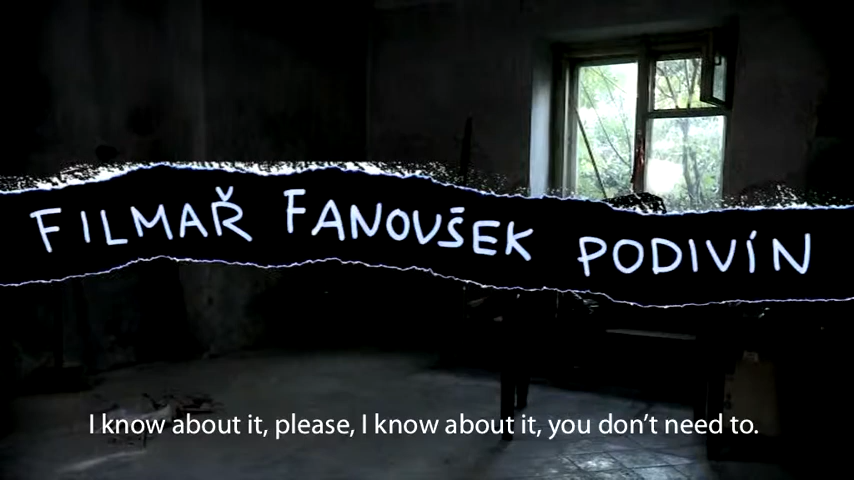 FILMAŘ FANOUŠEK PODIVÍN
I know about it, please, I know about it, you don't need to.